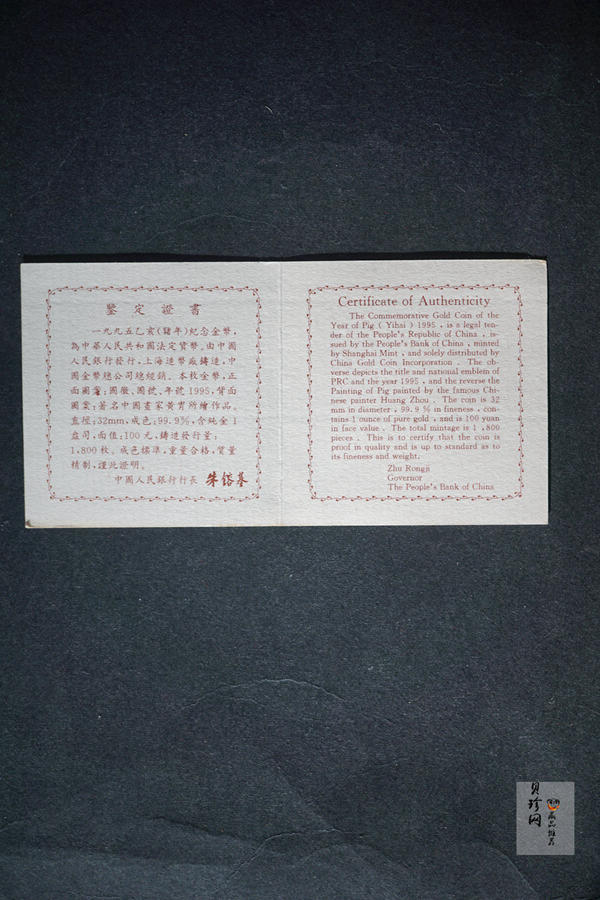 鑒定證書
一九九五乙亥(豬年)紀念金幣,
為中華人民共和國法定貨幣。由中國
人民銀行發行,上海造幣廠鑄造,中
國金幣總公司總經銷。本枚金幣,正
面圖案:國徽、國號、年號1995,背面
圖案:著名中國畫家黃胄所繪作品。
直徑:32mm,成色:99.9%,含純金1
盎司,面值:100元,鑄造發行量:
1,800枚。成色標準,重量合格,質量
精制,謹此證明。
中國人民銀行行長 朱鎔基
Certificate of Authenticity
The Commemorative Gold Coin of the
Year of Pig ( Yihai ) 1995 , is a legal ten-
der of the People's Republic of China , is-
sued by the People's Bank of China , minted
by Shanghai Mint , and solely distributed by
China Gold Coin Incorporation . The ob-
verse depicts the title and national emblem of
PRC and the year 1995 , and the reverse the
Painting of Pig painted by the famous Chi-
nese painter Huang Zhou . The coin is 32
mm in diameter , 99.9 % in fineness , con-
tains 1 ounce of pure gold , and is 100 yuan
in face value . The total mintage is 1,800
pieces . This is to certify that the coin is
proof in quality and is up to standard as to
its fineness and weight.
Zhu Rongji
Governor
The People's Bank of China
贝珍网
藏品推荐